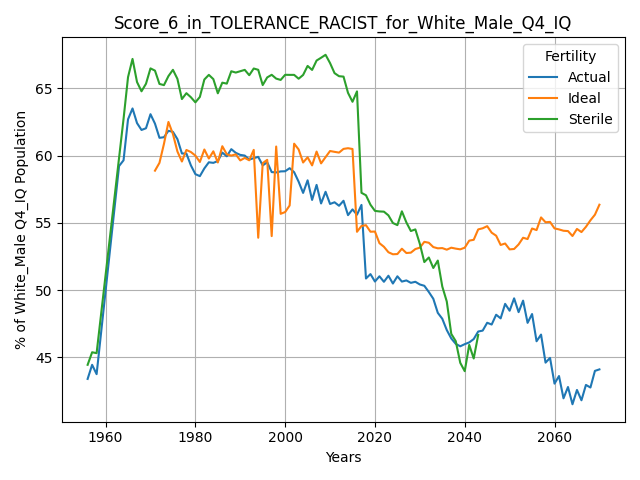 Score_6_in_TOLERANCE_RACIST_for_White_Male_Q4_IQ
Fertility
Actual
Ideal
Sterile
% of White_Male Q4_IQ Population
65
60
55
50
45
1960
1980
2000
2020
2040
2060
Years